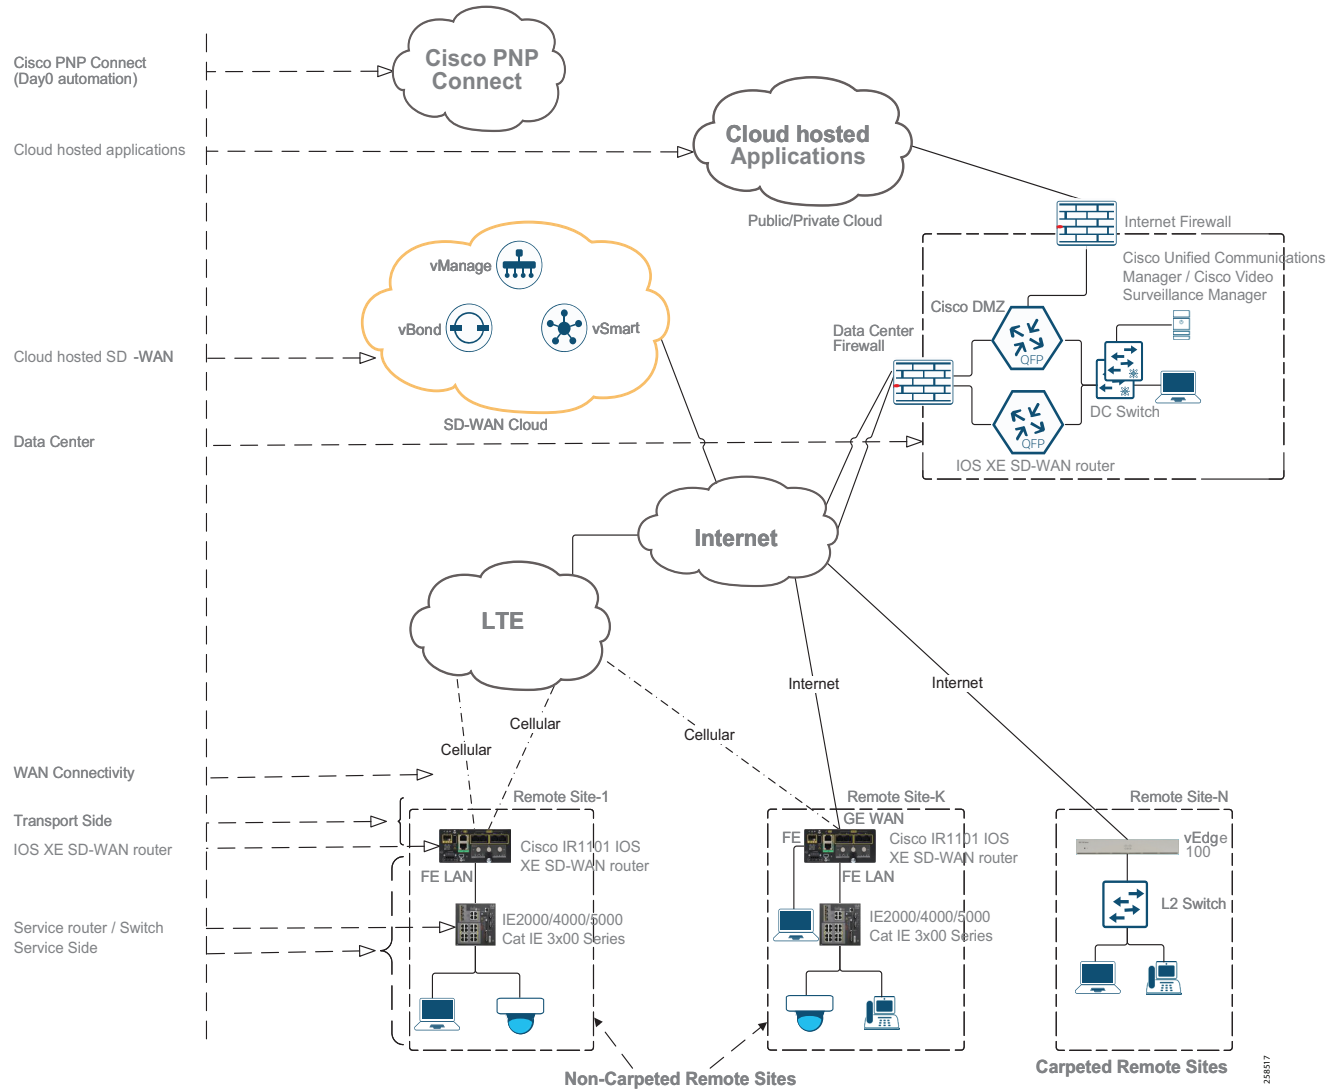 Cisco PNP Connect
(Day0 automation)
Cisco PNP
Connect
Cloud hosted applications
Cloud hosted
Applications
Public/Private Cloud
Internet Firewall
Cisco Unified Communications
Manager / Cisco Video
Surveillance Manager
vManage
vBond
vSmart
Cloud hosted SD -WAN
SD-WAN Cloud
Cisco DMZ
QFP
Data Center
Firewall
DC Switch
QFP
IOS XE SD-WAN router
Data Center
Internet
LTE
Internet
Internet
Cellular
Cellular
Cellular
WAN Connectivity
Transport Side
IOS XE SD-WAN router
Service router / Switch
Service Side
Remote Site-1
Cisco IR1101 IOS
XE SD-WAN router
FE LAN
IE2000/4000/5000
Cat IE 3x00 Series
Remote Site-K
GE WAN
FE
Cisco IR1101 IOS
XE SD-WAN router
FE LAN
IE2000/4000/5000
Cat IE 3x00 Series
Remote Site-N
vEdge
100
L2 Switch
Non-Carpeted Remote Sites
Carpeted Remote Sites
258517